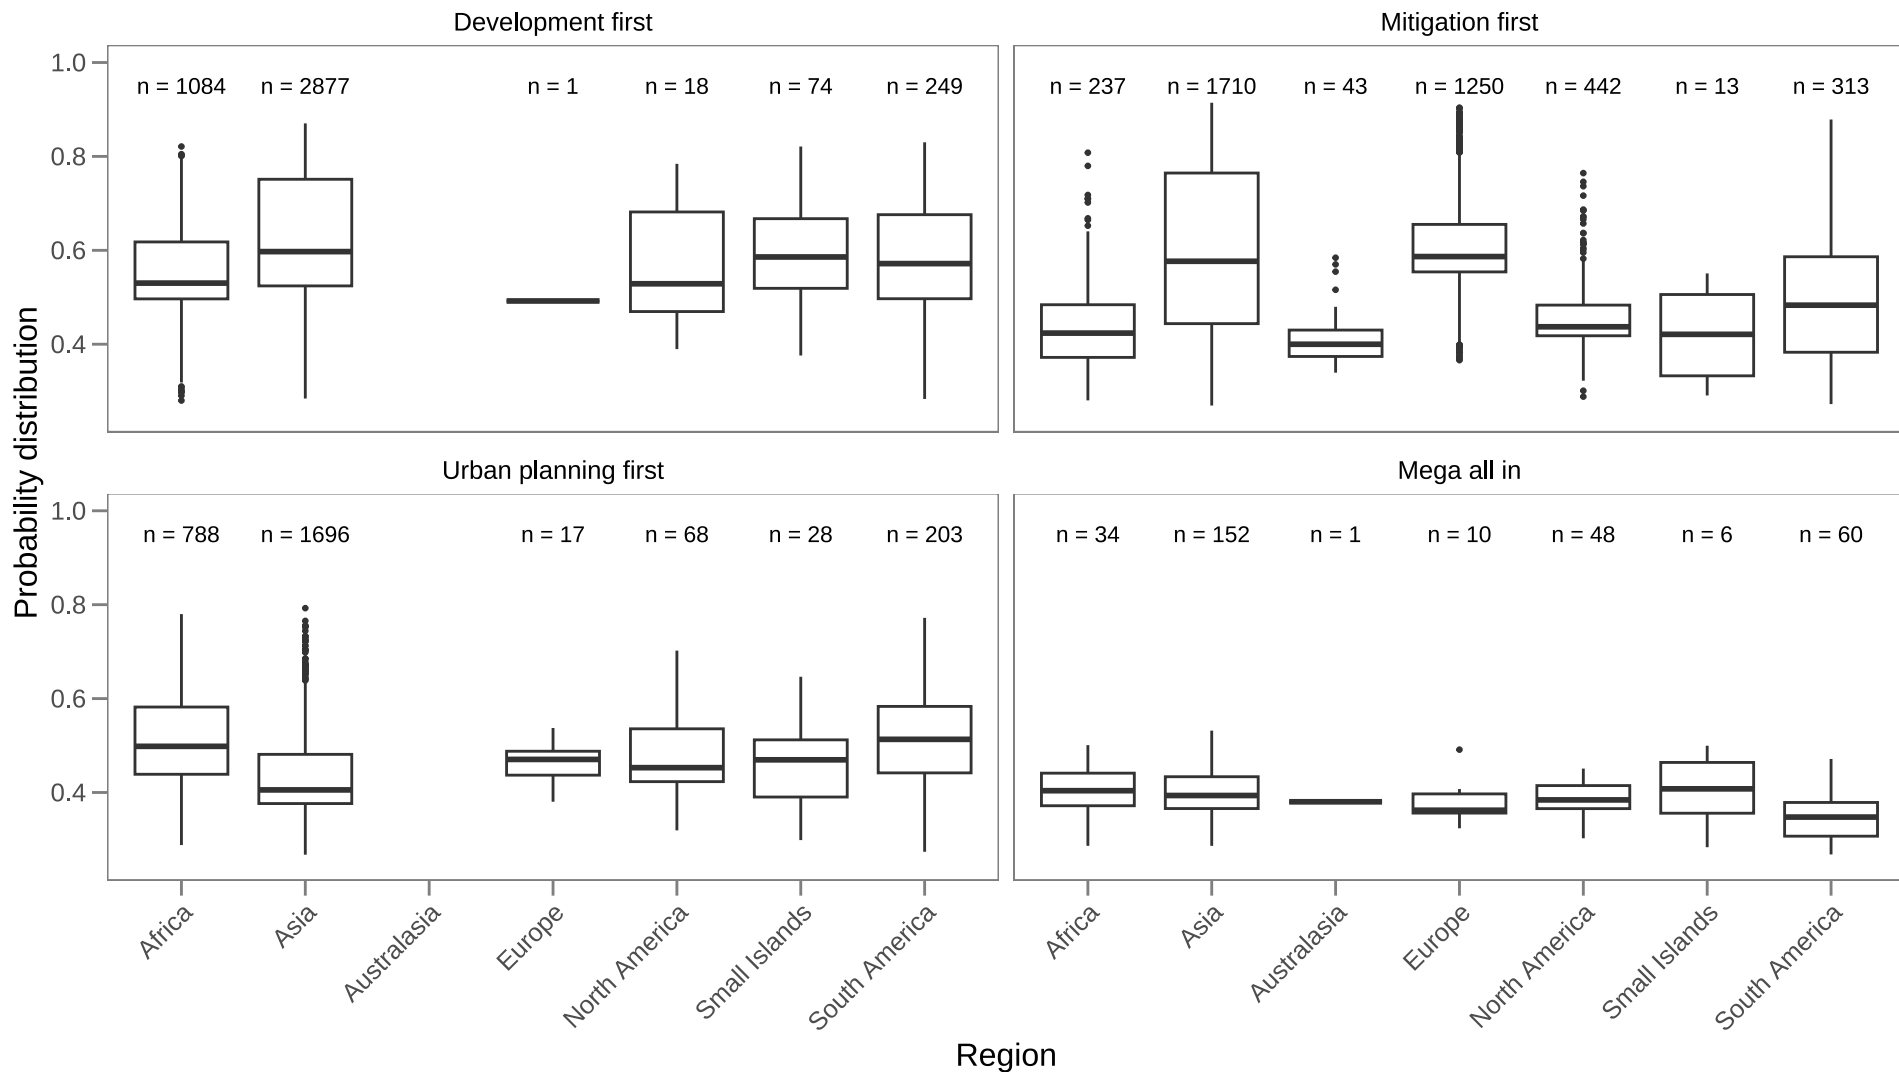 Development first
Mitigation first
1.0
n = 1084 n = 2877 n = 1 n = 18 n = 74 n = 249
n = 237 n = 1710 n = 43 n = 1250 n = 442 n = 13 n = 313
0.8
0.6
0.4
Probability distribution
Urban planning first
Mega all in
1.0
n = 788 n = 1696 n = 17 n = 68 n = 28 n = 203
n = 34 n = 152 n = 1 n = 10 n = 48 n = 6 n = 60
0.8
0.6
0.4
Africa
Asia
Australasia
Europe
North America
Small Islands
South America
Africa
Asia
Australasia
Europe
North America
Small Islands
South America
Region